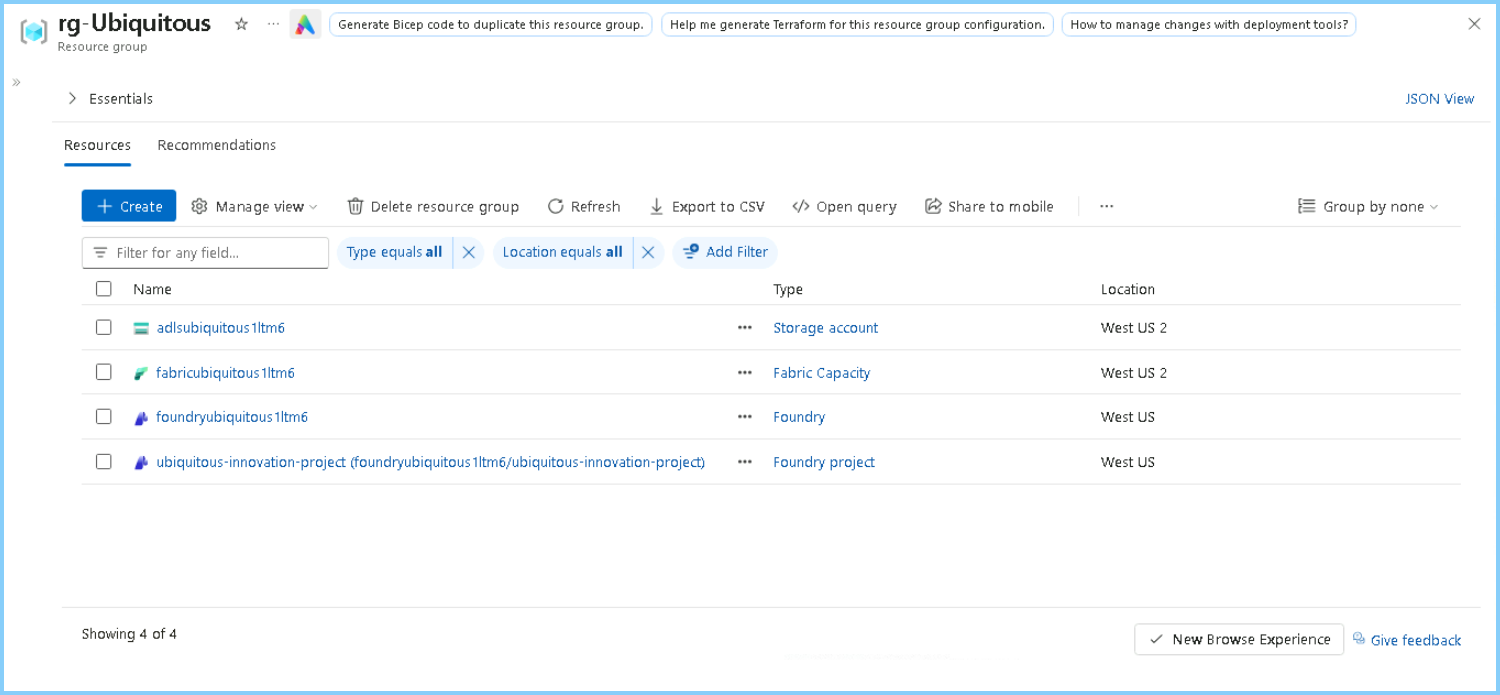 rg-Ubiquitous
Generate Bicep code to duplicate this resource group.
Help me generate Terraform for this resource group configuration.
How to manage changes with deployment tools?
Resource group
Essentials
JSON View
Resources Recommendations
Create Manage view Delete resource group Refresh Export to CSV Open query Share to mobile Group by none
Filter for any field... Type equals all Location equals all Add Filter
Name Type Location
adlsubiquitous1ltm6 Storage account West US 2
fabricubiquitous1ltm6 Fabric Capacity West US 2
foundryubiquitous1ltm6 Foundry West US
ubiquitous-innovation-project (foundryubiquitous1ltm6/ubiquitous-innovation-project) Foundry project West US
Showing 4 of 4
New Browse Experience Give feedback